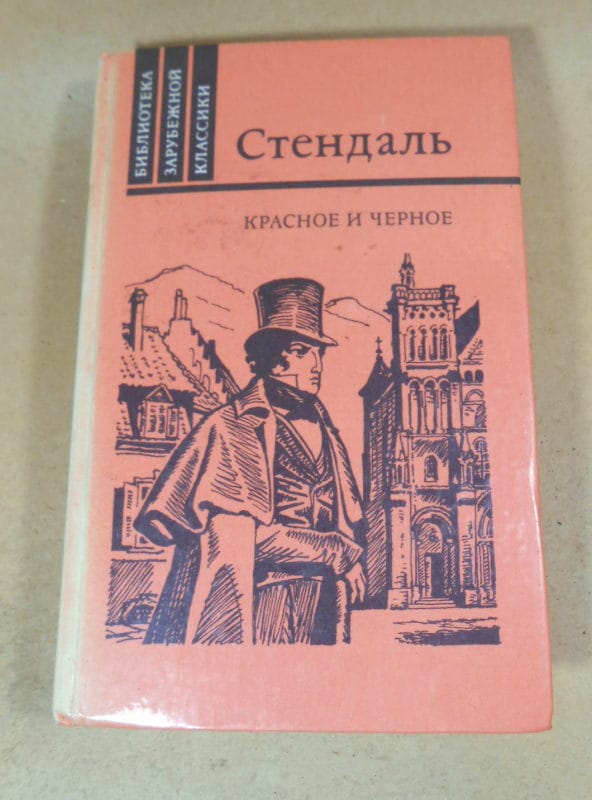 БИБЛИОТЕКА
ЗАРУБЕЖНОЙ
КЛАССИКИ
Стендаль
КРАСНОЕ И ЧЕРНОЕ